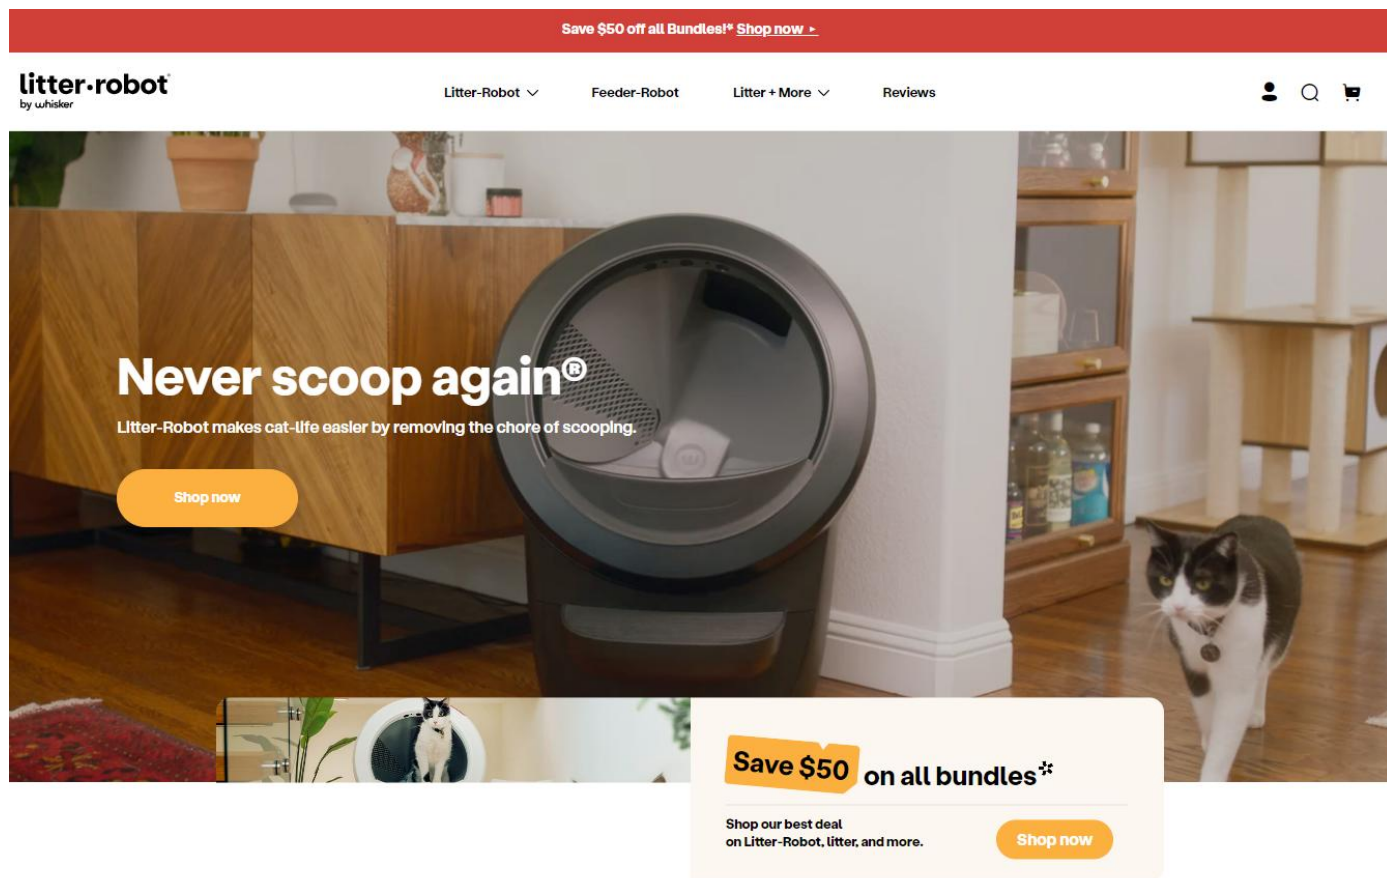 Save $50 off all Bundles!* Shop now ▸
litter-robot
by whisker
Litter-Robot
Feeder-Robot
Litter + More
Reviews
Never scoop again®
Litter-Robot makes cat-life easier by removing the chore of scooping.
Shop now
Save $50 on all bundles*
Shop our best deal
on Litter-Robot, litter, and more.
Shop now